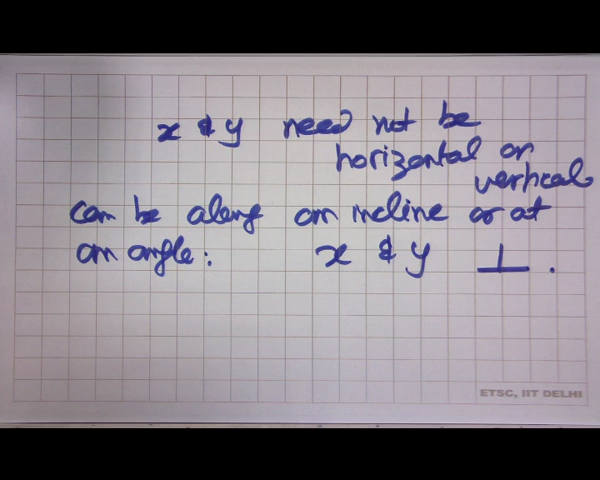 x & y need not be
horizontal or
vertical
can be along an incline or at
an angle: x & y ⊥.
ETSC, IIT DELHI